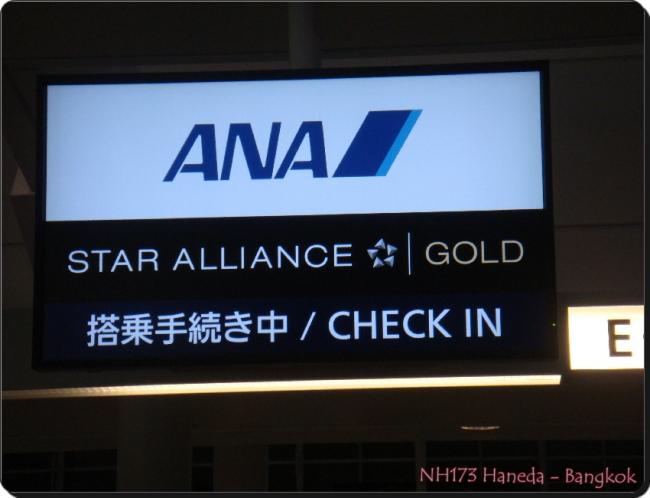 ANA
STAR ALLIANCE | GOLD
搭乗手続き中 / CHECK IN
E
NH173 Haneda - Bangkok